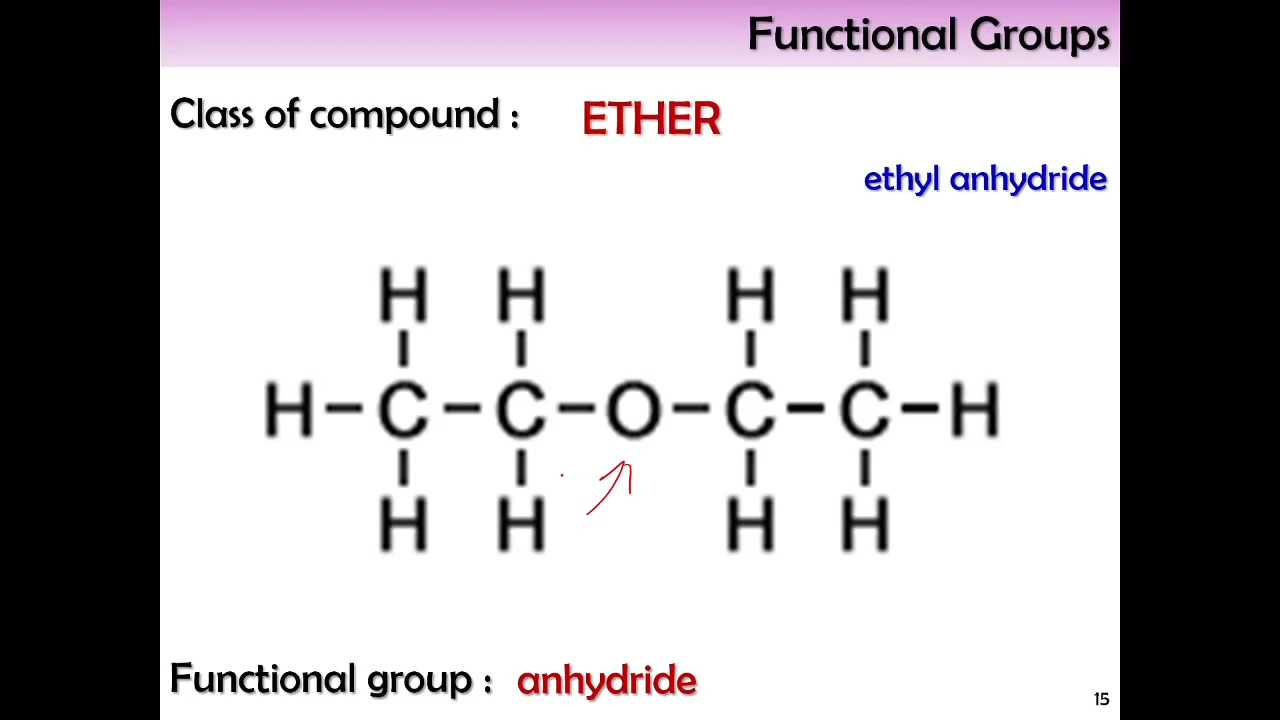 Functional Groups
Class of compound : ETHER
ethyl anhydride
H H H H
H - C - C - O - C - C - H
H H H H
Functional group : anhydride
15